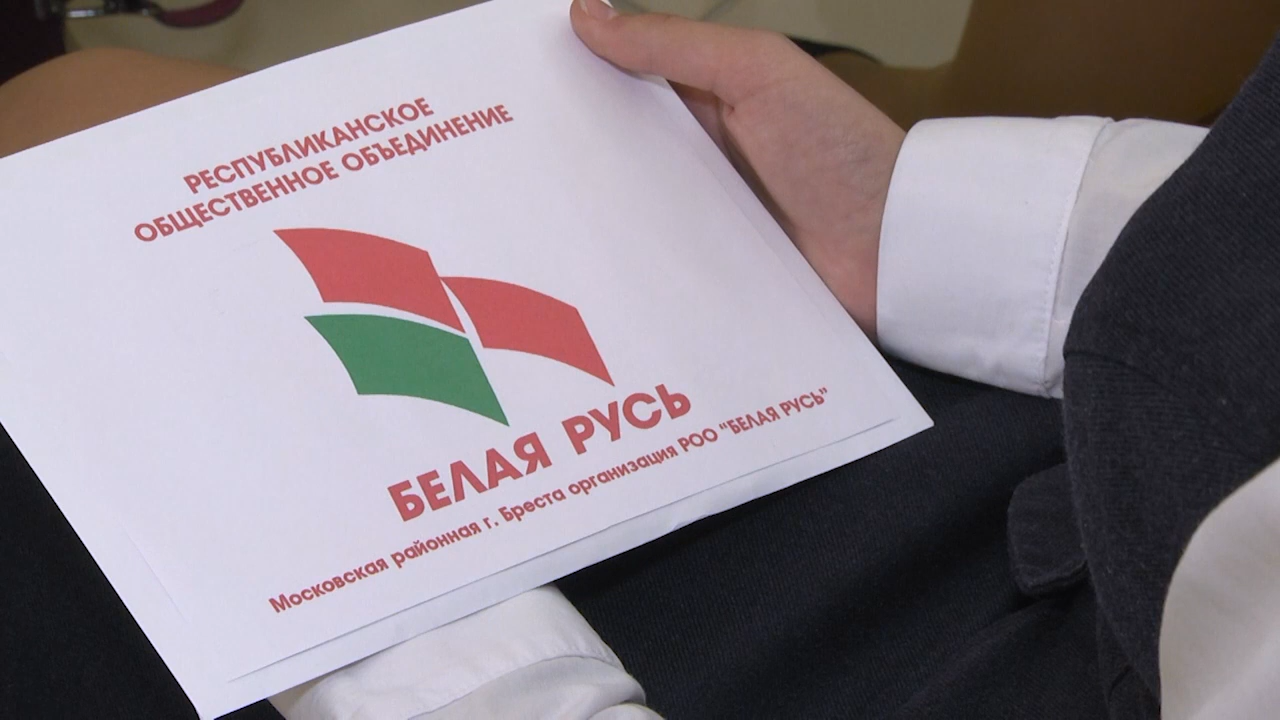 РЕСПУБЛИКАНСКОЕ
ОБЩЕСТВЕННОЕ ОБЪЕДИНЕНИЕ
БЕЛАЯ РУСЬ
Московская районная г. Бреста организация РОО “БЕЛАЯ РУСЬ”